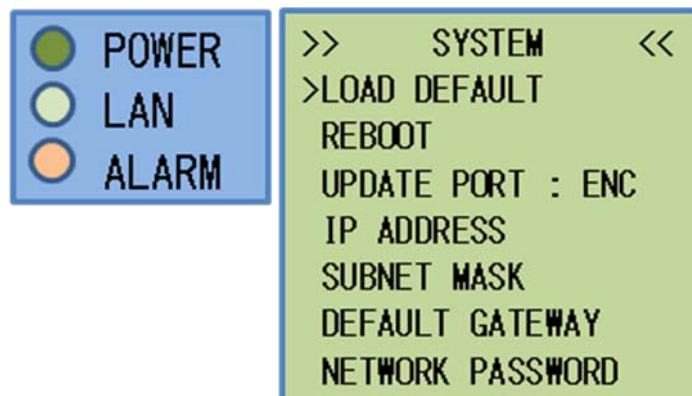 POWER
LAN
ALARM
>> SYSTEM <<
>LOAD DEFAULT
REBOOT
UPDATE PORT : ENC
IP ADDRESS
SUBNET MASK
DEFAULT GATEWAY
NETWORK PASSWORD